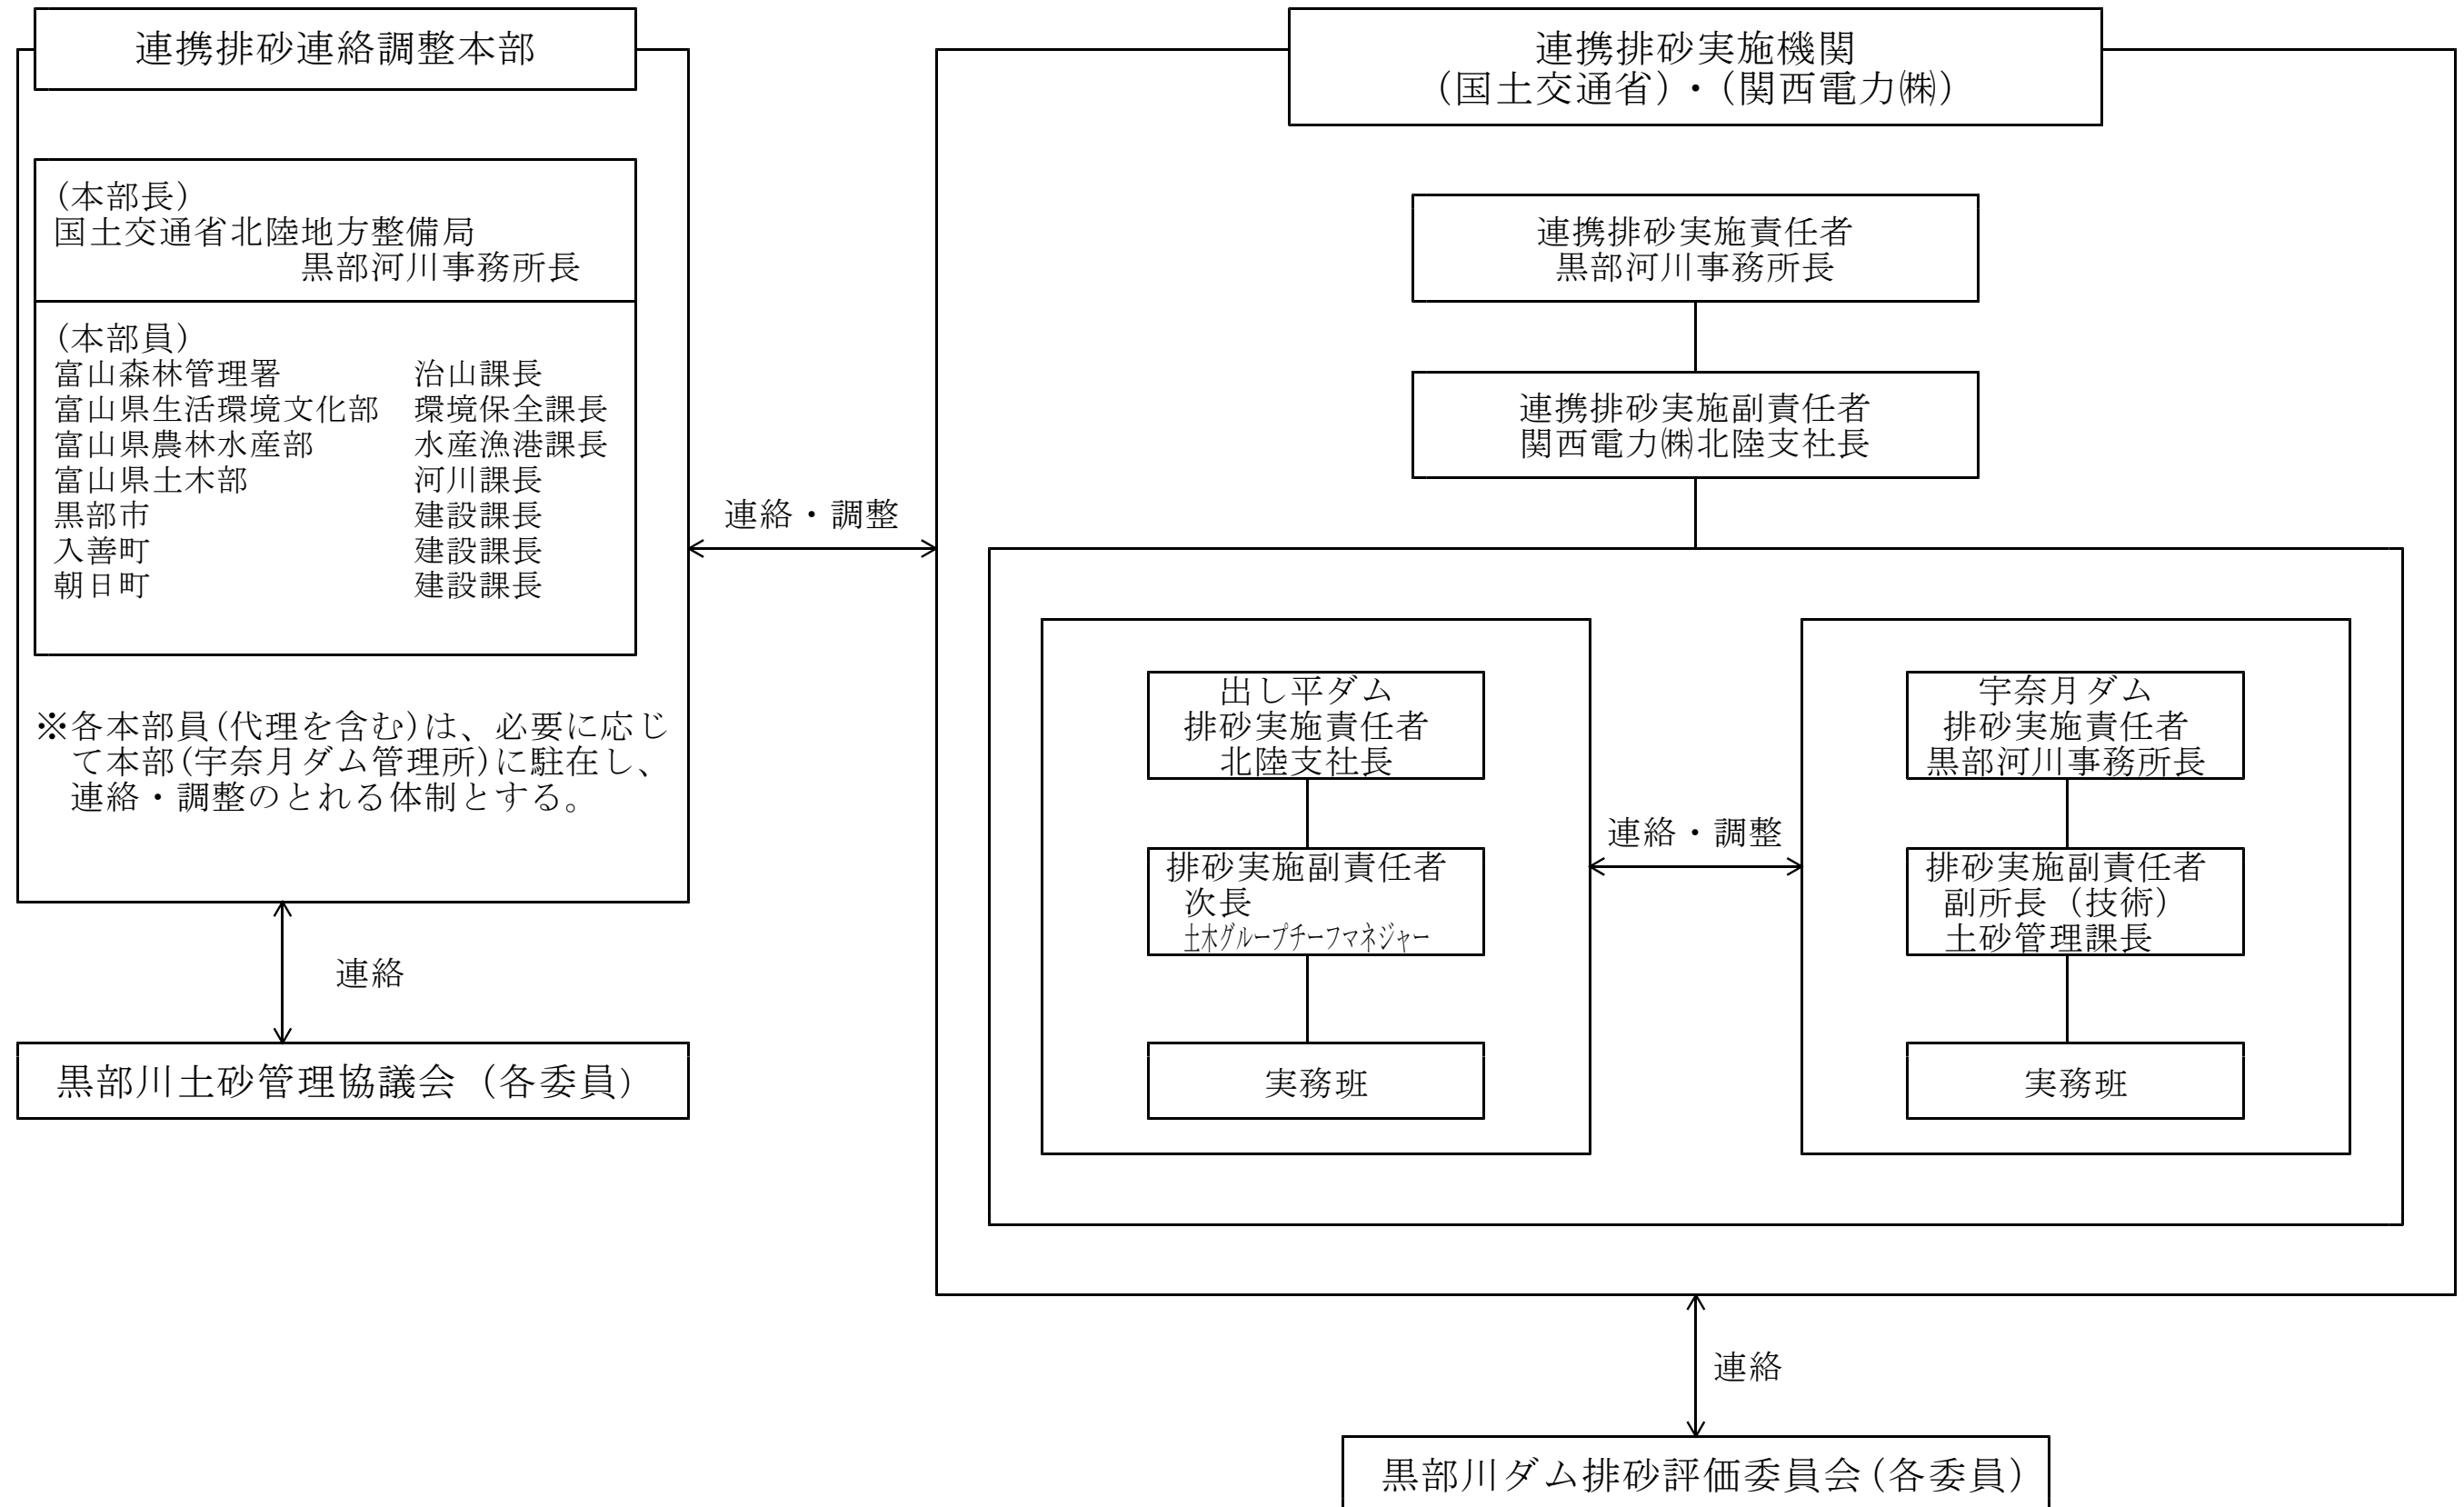 連携排砂連絡調整本部
(本部長)
国土交通省北陸地方整備局
黒部河川事務所長
(本部員)
富山森林管理署 治山課長
富山県生活環境文化部 環境保全課長
富山県農林水産部 水産漁港課長
富山県土木部 河川課長
黒部市 建設課長
入善町 建設課長
朝日町 建設課長
※各本部員(代理を含む)は、必要に応じ
て本部(宇奈月ダム管理所)に駐在し、
連絡・調整のとれる体制とする。
連絡
黒部川土砂管理協議会（各委員）
連絡・調整
連携排砂実施機関
(国土交通省)・(関西電力㈱)
連携排砂実施責任者
黒部河川事務所長
連携排砂実施副責任者
関西電力㈱北陸支社長
出し平ダム
排砂実施責任者
北陸支社長
排砂実施副責任者
次長
土木グループチーフマネジャー
実務班
連絡・調整
宇奈月ダム
排砂実施責任者
黒部河川事務所長
排砂実施副責任者
副所長（技術）
土砂管理課長
実務班
連絡
黒部川ダム排砂評価委員会(各委員)